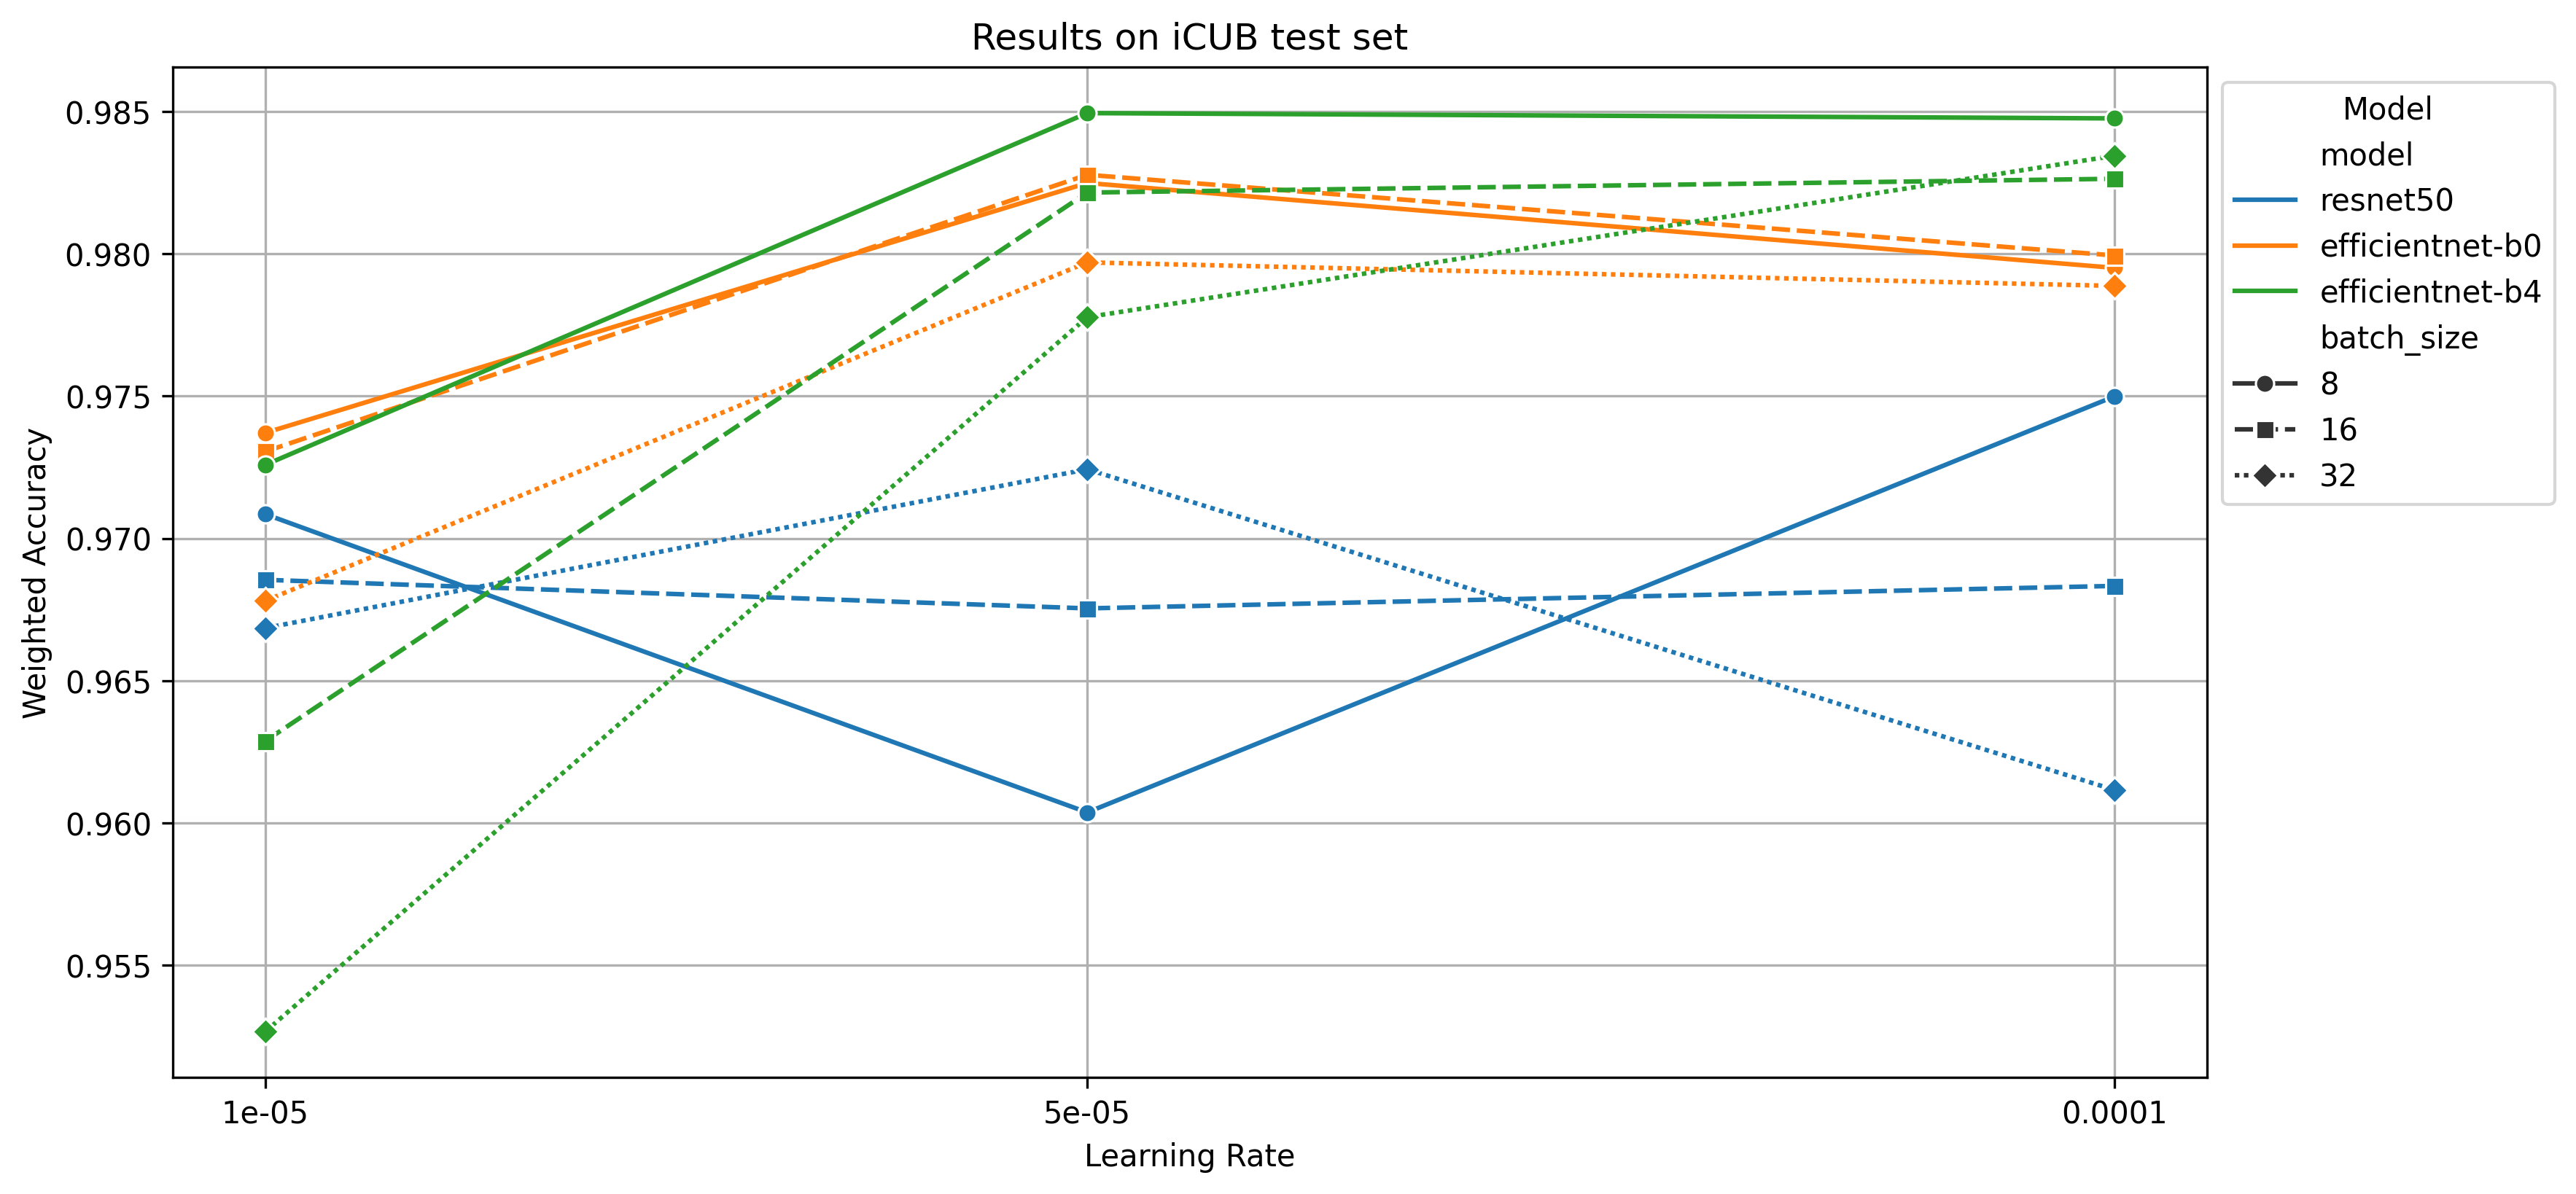 Results on iCUB test set
Weighted Accuracy
0.985
0.980
0.975
0.970
0.965
0.960
0.955
1e-05
5e-05
0.0001
Learning Rate
Model
model
resnet50
efficientnet-b0
efficientnet-b4
batch_size
8
16
32